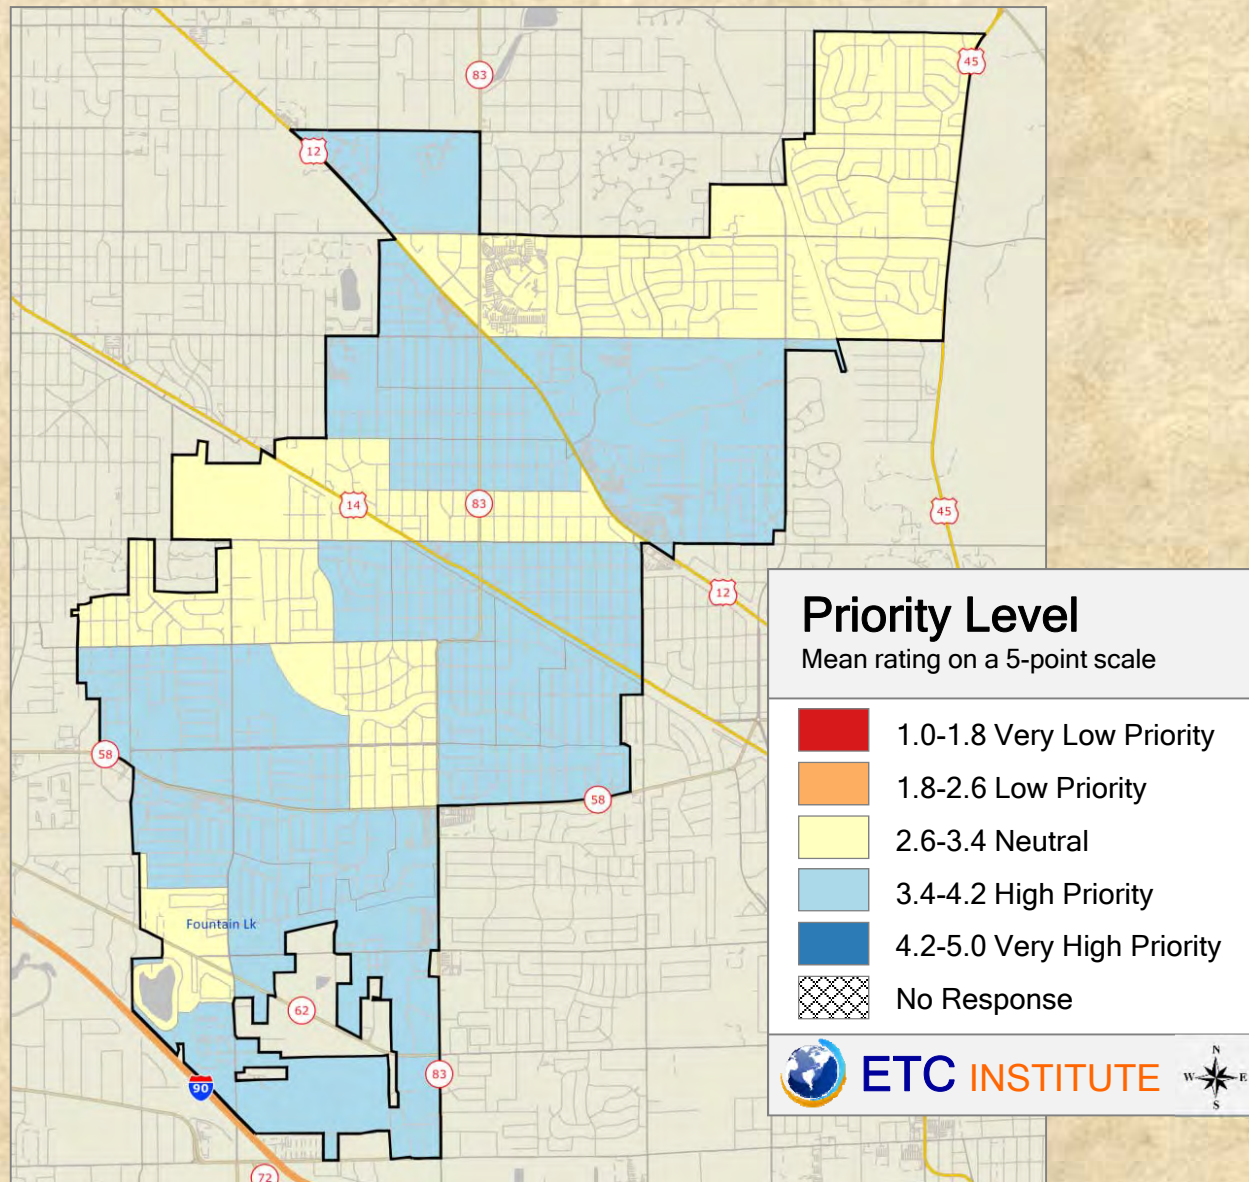 83
45
12
14
83
45
12
Priority Level
Mean rating on a 5-point scale
1.0-1.8 Very Low Priority
1.8-2.6 Low Priority
2.6-3.4 Neutral
3.4-4.2 High Priority
4.2-5.0 Very High Priority
No Response
58
58
Fountain Lk
62
83
90
72
ETC INSTITUTE
N
W E
S